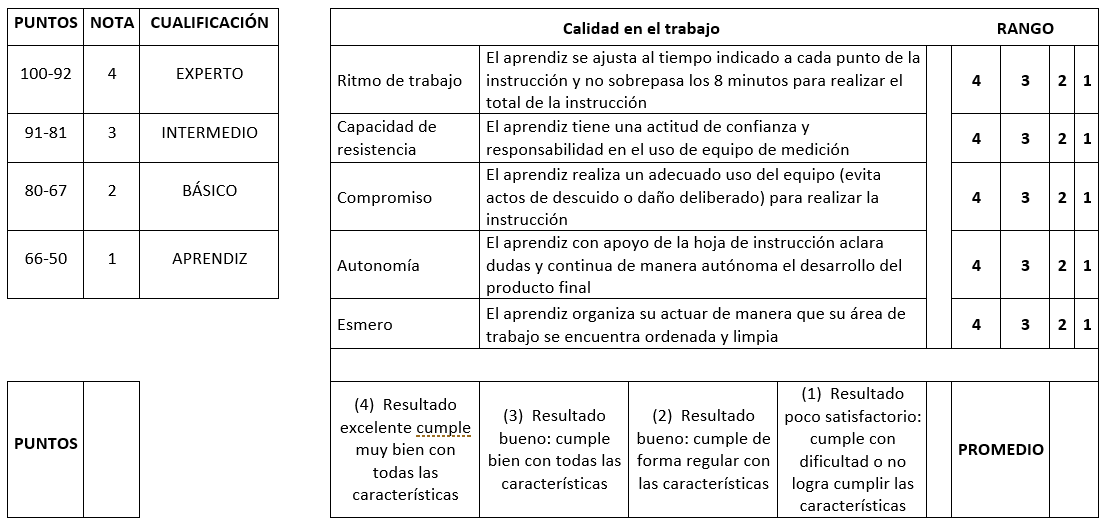 PUNTOS NOTA CUALIFICACIÓN
100-92 4 EXPERTO
91-81 3 INTERMEDIO
80-67 2 BÁSICO
66-50 1 APRENDIZ
Calidad en el trabajo RANGO
Ritmo de trabajo
El aprendiz se ajusta al tiempo indicado a cada punto de la
instrucción y no sobrepasa los 8 minutos para realizar el
total de la instrucción
4 3 2 1
Capacidad de
resistencia
El aprendiz tiene una actitud de confianza y
responsabilidad en el uso de equipo de medición
4 3 2 1
Compromiso
El aprendiz realiza un adecuado uso del equipo (evita
actos de descuido o daño deliberado) para realizar la
instrucción
4 3 2 1
Autonomía
El aprendiz con apoyo de la hoja de instrucción aclara
dudas y continua de manera autónoma el desarrollo del
producto final
4 3 2 1
Esmero
El aprendiz organiza su actuar de manera que su área de
trabajo se encuentra ordenada y limpia
4 3 2 1
PUNTOS
(4) Resultado
excelente cumple
muy bien con
todas las
características
(3) Resultado
bueno: cumple
bien con todas las
características
(2) Resultado
bueno: cumple de
forma regular con
las características
(1) Resultado
poco satisfactorio:
cumple con
dificultad o no
logra cumplir las
características
PROMEDIO